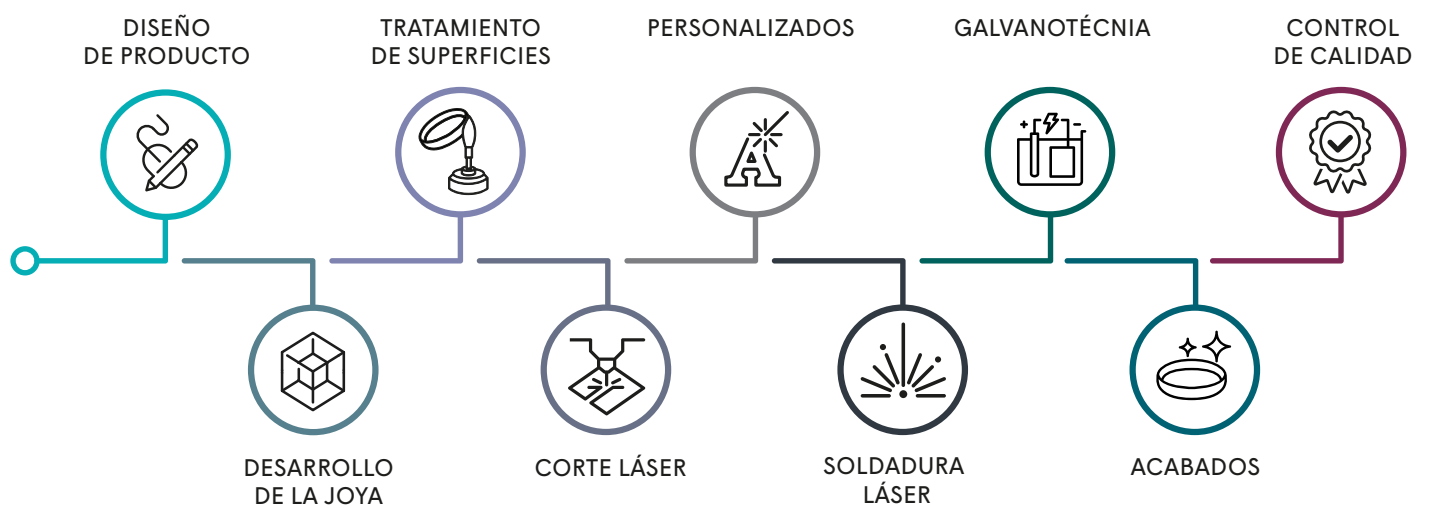 DISEÑO
DE PRODUCTO
DESARROLLO
DE LA JOYA
TRATAMIENTO
DE SUPERFICIES
CORTE LÁSER
PERSONALIZADOS
SOLDADURA
LÁSER
GALVANOTÉCNIA
ACABADOS
CONTROL
DE CALIDAD